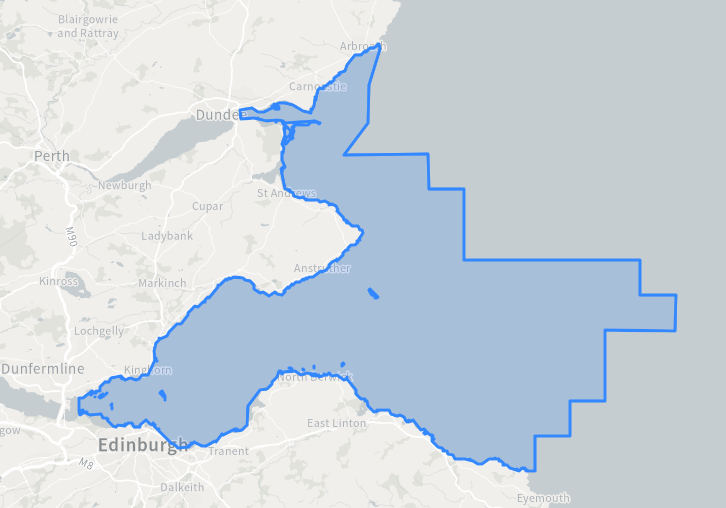 Blairgowrie
and Rattray
Arbroath
Carnoustie
Dundee
Perth
Newburgh
St Andrews
Cupar
M90
Ladybank
Anstruther
Kinross
Markinch
Lochgelly
Dunfermline
Kinghorn
North Berwick
East Linton
Edinburgh
Tranent
M8
Dalkeith
Eyemouth